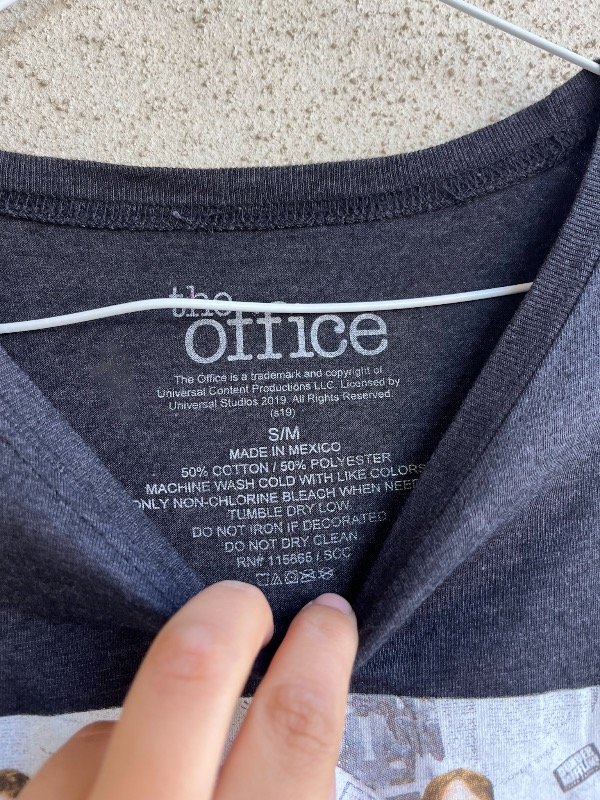 the
office
The Office is a trademark and copyright of
Universal Content Productions LLC. Licensed by
Universal Studios 2019. All Rights Reserved.
(s19)
S/M
MADE IN MEXICO
50% COTTON / 50% POLYESTER
MACHINE WASH COLD WITH LIKE COLORS
ONLY NON-CHLORINE BLEACH WHEN NEE
TUMBLE DRY LOW
DO NOT IRON IF DECORATED
DO NOT DRY CLEAN
RN# 115665 / SCC